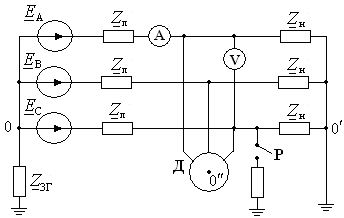 E_A Z_л A Z_н
E_B Z_л V Z_н
E_C Z_л Z_н
0 0′
Д 0″ Р
Z_ЗГ